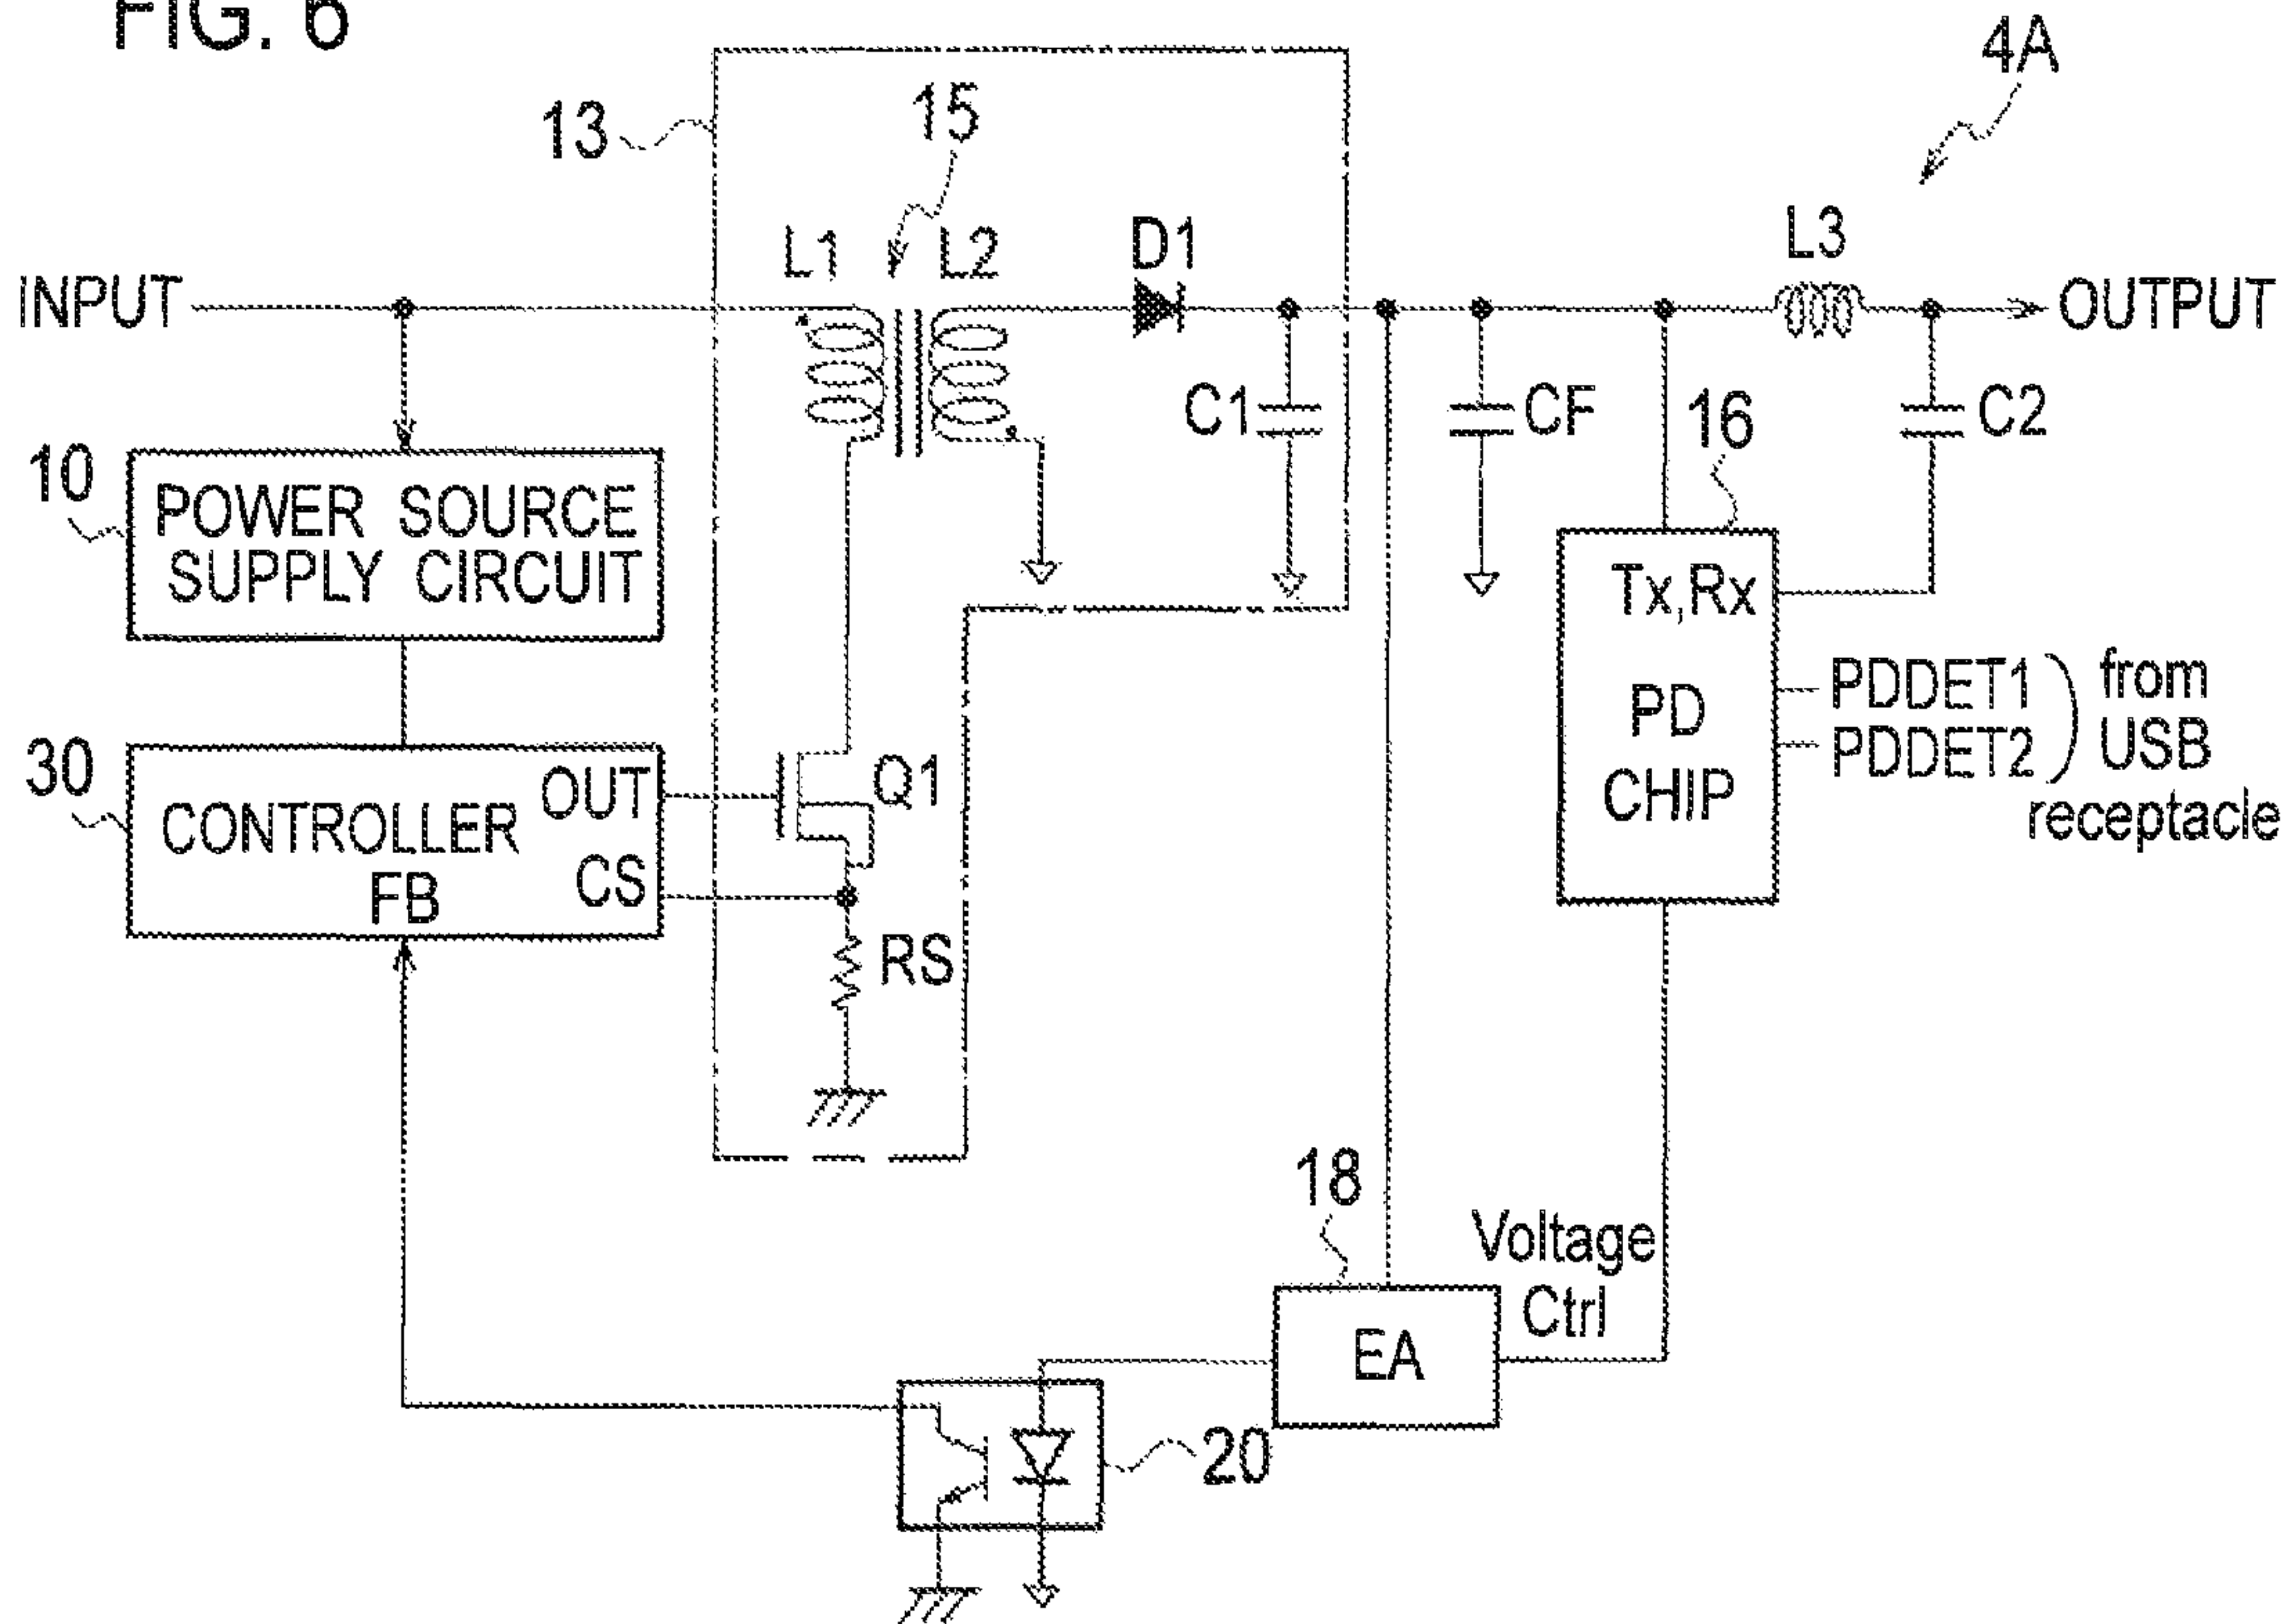 FIG. 6
4A
13
15
L1
L2
D1
L3
INPUT
OUTPUT
C1
CF
16
C2
10
POWER SOURCE
SUPPLY CIRCUIT
Tx,Rx
PD
CHIP
PDDET1
PDDET2
from
USB
receptacle
30
OUT
CONTROLLER
CS
FB
Q1
RS
18
Voltage
Ctrl
EA
20